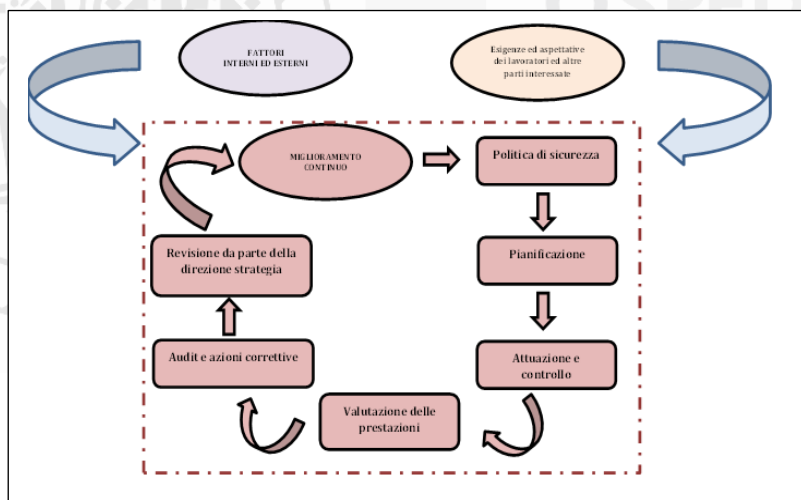 FATTORI
INTERNI ED ESTERNI
Esigenze ed aspettative
dei lavoratori ed altre
parti interessate
MIGLIORAMENTO
CONTINUO
Politica di sicurezza
Revisione da parte della
direzione strategia
Pianificazione
Audit e azioni correttive
Attuazione e
controllo
Valutazione delle
prestazioni